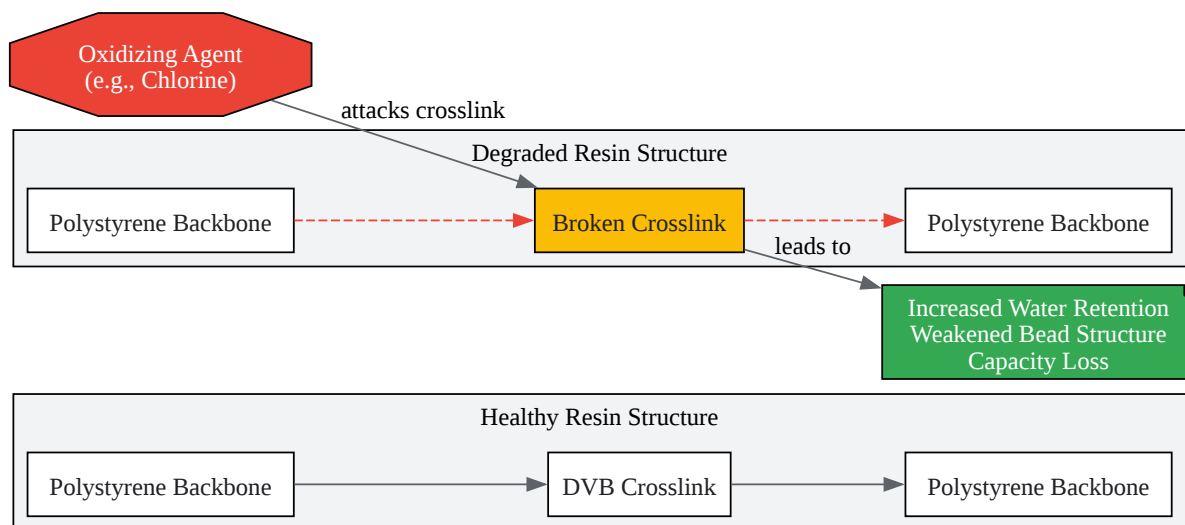 Oxidizing Agent
(e.g., Chlorine)
attacks crosslink
Degraded Resin Structure
Polystyrene Backbone
Broken Crosslink
Polystyrene Backbone
leads to
Increased Water Retention
Weakened Bead Structure
Capacity Loss
Healthy Resin Structure
Polystyrene Backbone
DVB Crosslink
Polystyrene Backbone